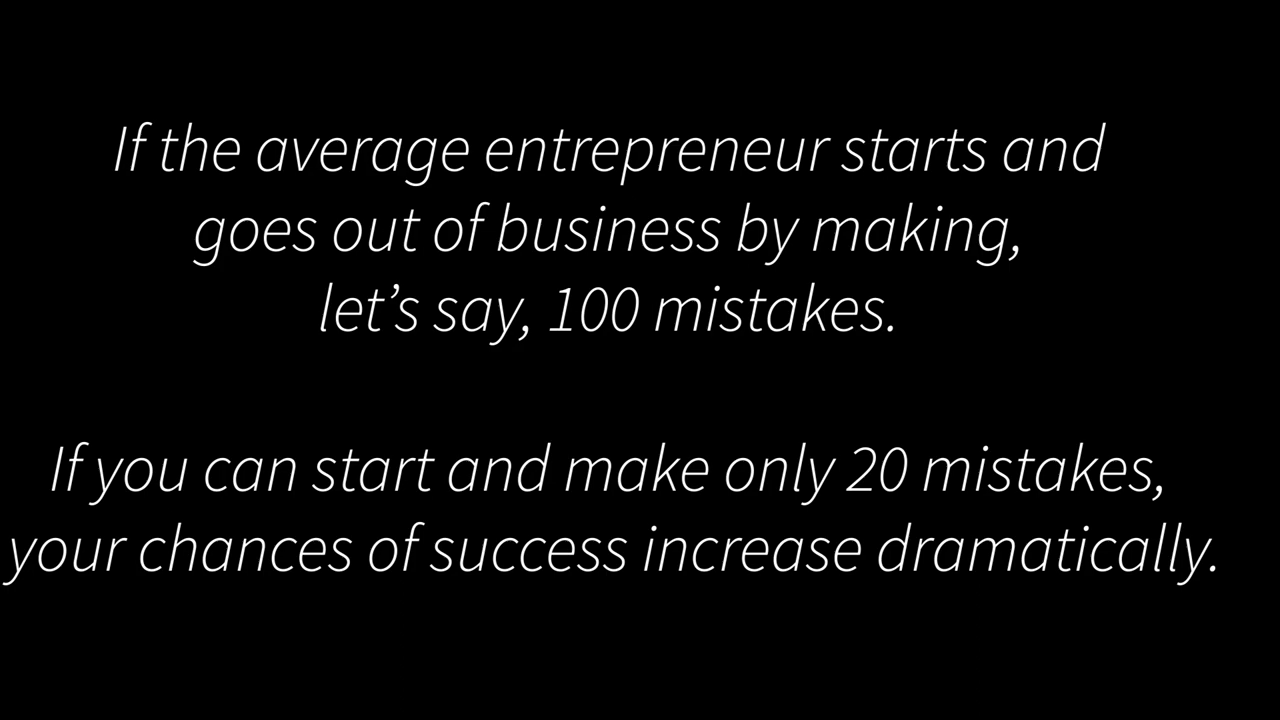 If the average entrepreneur starts and
goes out of business by making,
let’s say, 100 mistakes.
If you can start and make only 20 mistakes,
your chances of success increase dramatically.